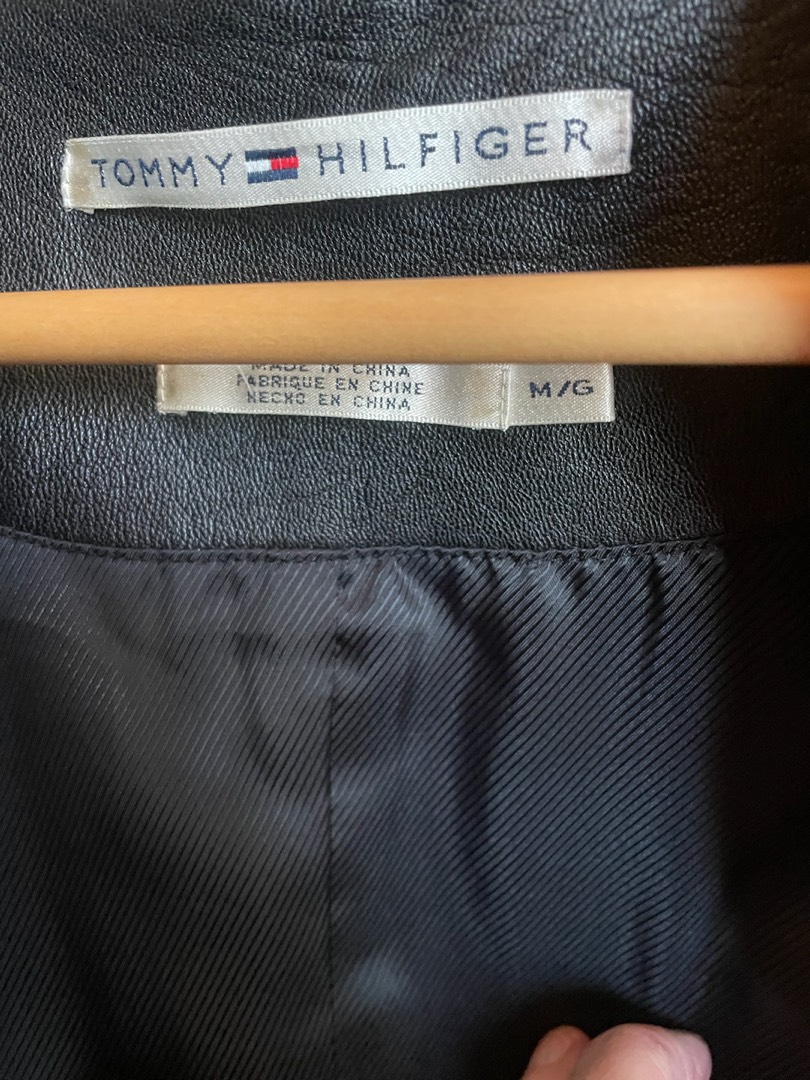 TOMMY HILFIGER
MADE IN CHINA
FABRIQUE EN CHINE
HECHO EN CHINA
M/G